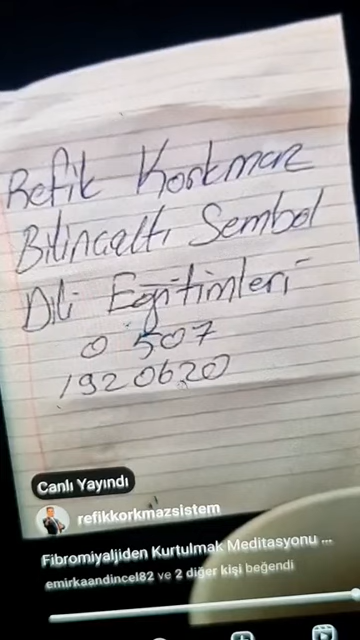 Refik Korkmaz
Bilinçaltı Sembol
Dili Eğitimleri
0 507
1920620
Canlı Yayındı
refikkorkmazsistem
Fibromiyaljiden Kurtulmak Meditasyonu ...
emirkaandincel82 ve 2 diğer kişi beğendi